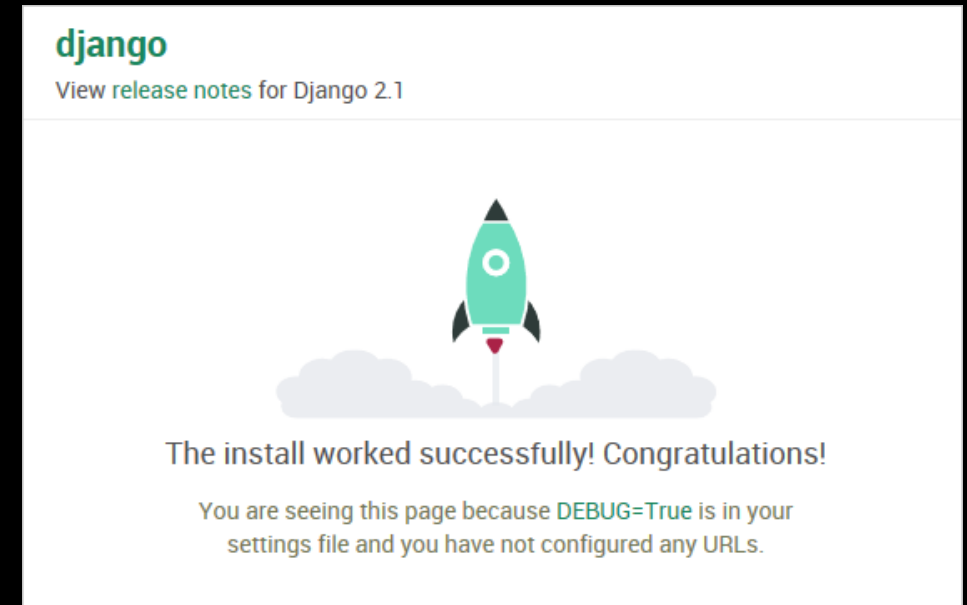 django
View release notes for Django 2.1
The install worked successfully! Congratulations!
You are seeing this page because DEBUG=True is in your
settings file and you have not configured any URLs.